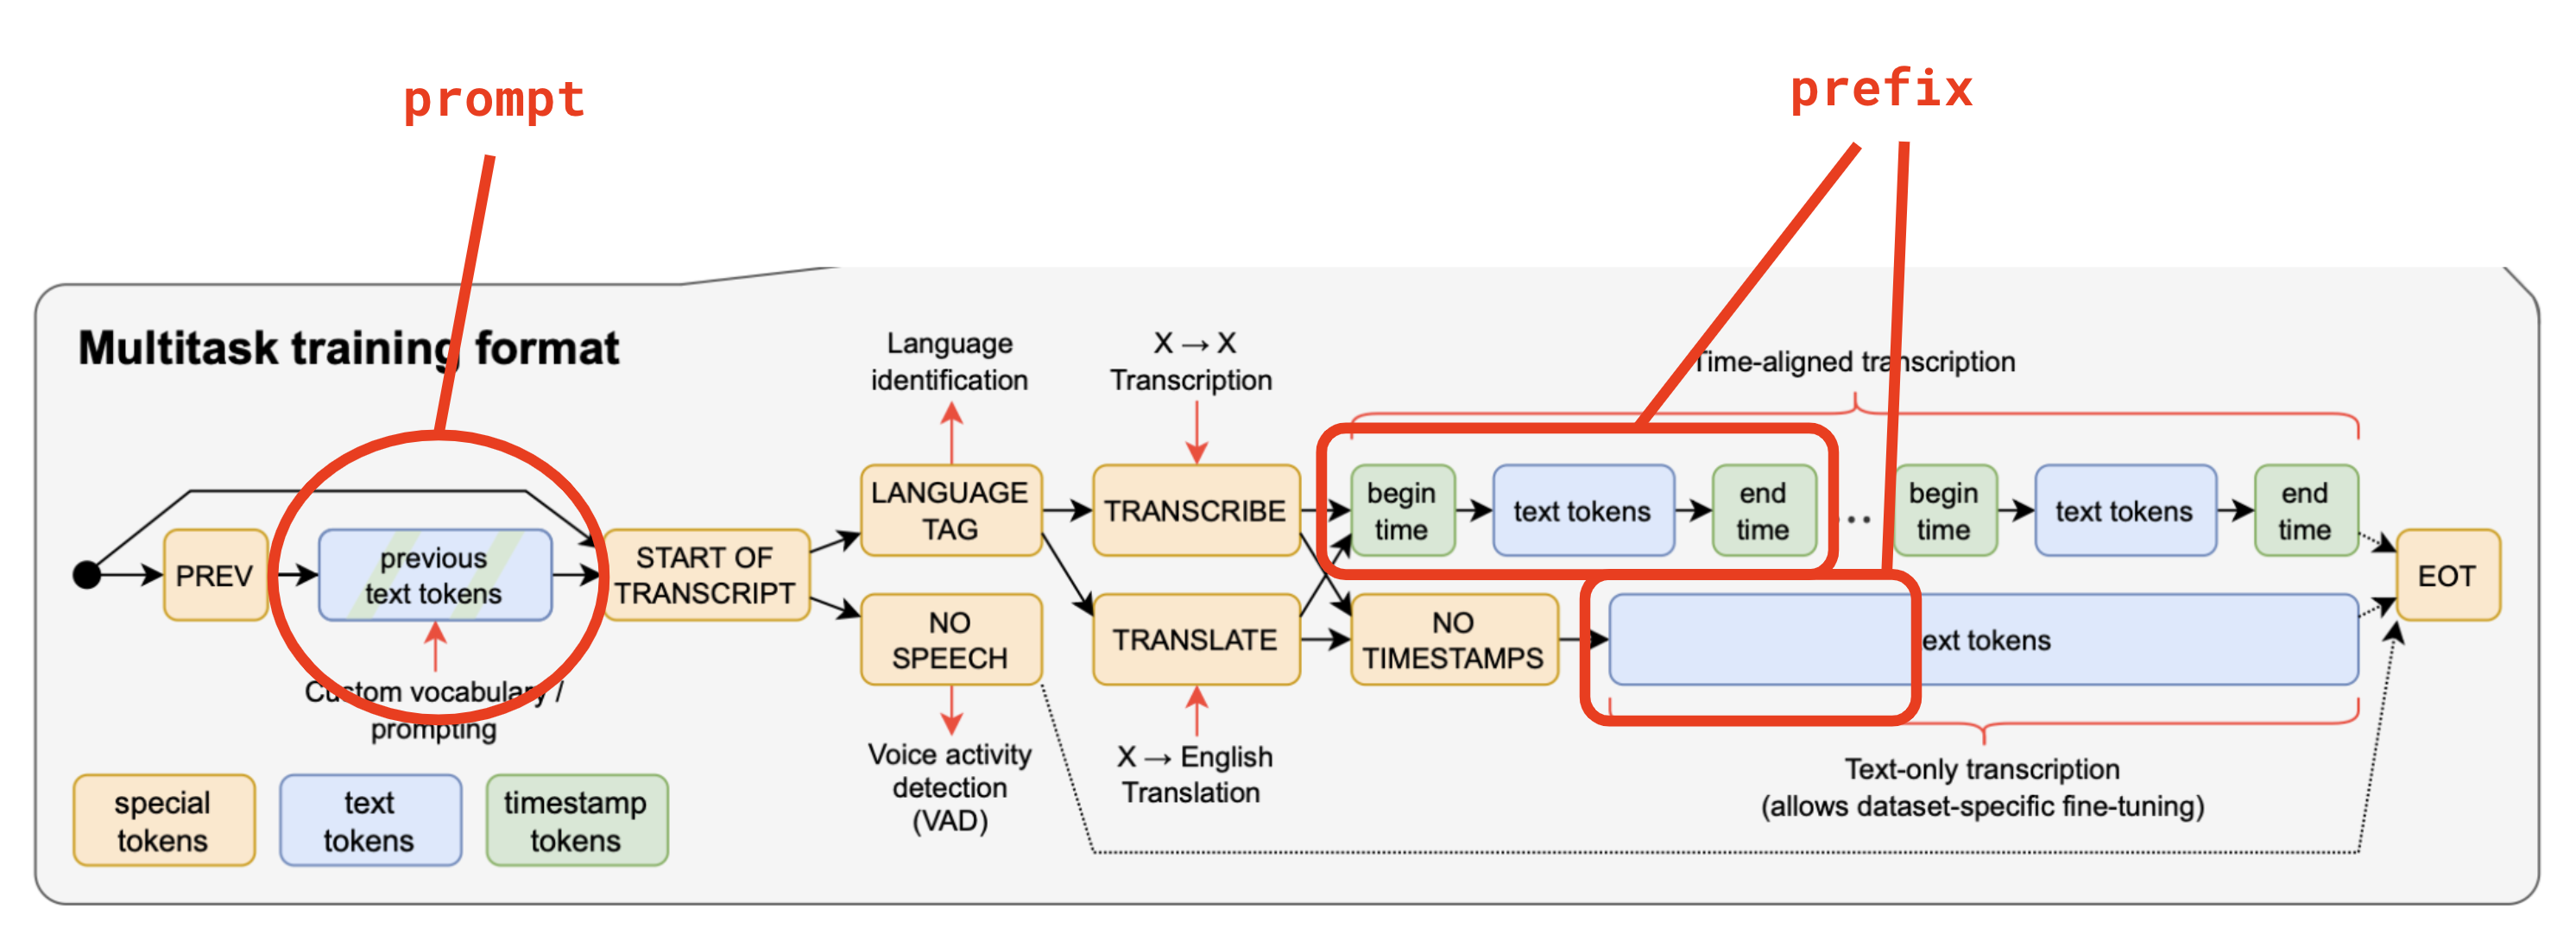 prompt
prefix
Multitask training format
Language
identification
X → X
Transcription
Time-aligned transcription
PREV
previous
text tokens
START OF
TRANSCRIPT
LANGUAGE
TAG
TRANSCRIBE
begin
time
text tokens
end
time
...
begin
time
text tokens
end
time
EOT
NO
SPEECH
TRANSLATE
NO
TIMESTAMPS
ext tokens
Custom vocabulary /
prompting
Voice activity
detection
(VAD)
X → English
Translation
Text-only transcription
(allows dataset-specific fine-tuning)
special
tokens
text
tokens
timestamp
tokens